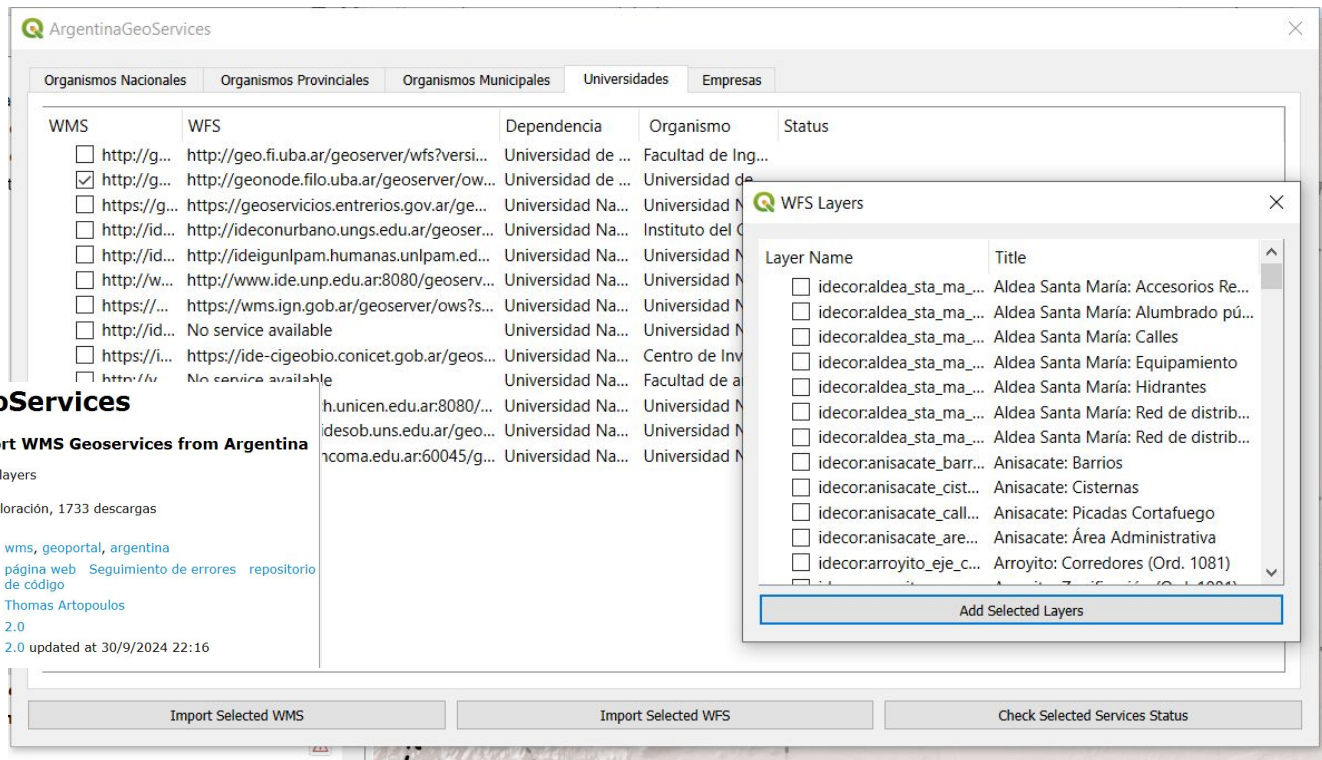 ArgentinaGeoServices
Organismos Nacionales Organismos Provinciales Organismos Municipales Universidades Empresas
WMS WFS Dependencia Organismo Status
http://g... http://geo.fi.uba.ar/geoserver/wfs?versi... Universidad de ... Facultad de Ing...
http://g... http://geonode.filo.uba.ar/geoserver/ow... Universidad de ... Universidad de
https://g... https://geoservicios.entrerios.gov.ar/ge... Universidad Na... Universidad N
http://id... http://ideconurbano.ungs.edu.ar/geoser... Universidad Na... Instituto del
http://id... http://ideigunlpam.humanas.unlpam.ed... Universidad Na... Universidad N
http://w... http://www.ide.unp.edu.ar:8080/geoserv... Universidad Na... Universidad N
https://... https://wms.ign.gob.ar/geoserver/ows?s... Universidad Na... Universidad N
http://id... No service available Universidad Na... Universidad N
https://i... https://ide-cigeobio.conicet.gob.ar/geos... Universidad Na... Centro de Inv
No service available Universidad Na... Facultad de a
h.unicen.edu.ar:8080/... Universidad Na... Universidad N
idesob.uns.edu.ar/geo... Universidad Na... Universidad N
ncoma.edu.ar:60045/g... Universidad Na... Universidad N
WFS Layers
Layer Name Title
idecor:aldea_sta_ma_... Aldea Santa María: Accesorios Re...
idecor:aldea_sta_ma_... Aldea Santa María: Alumbrado pú...
idecor:aldea_sta_ma_... Aldea Santa María: Calles
idecor:aldea_sta_ma_... Aldea Santa María: Equipamiento
idecor:aldea_sta_ma_... Aldea Santa María: Hidrantes
idecor:aldea_sta_ma_... Aldea Santa María: Red de distrib...
idecor:aldea_sta_ma_... Aldea Santa María: Red de distrib...
idecor:anisacate_barr... Anisacate: Barrios
idecor:anisacate_cist... Anisacate: Cisternas
idecor:anisacate_call... Anisacate: Picadas Cortafuego
idecor:anisacate_are... Anisacate: Área Administrativa
idecor:arroyito_eje_c... Arroyito: Corredores (Ord. 1081)
Add Selected Layers
oServices
rt WMS Geoservices from Argentina
layers
loración, 1733 descargas
wms, geoportal, argentina
página web Seguimiento de errores repositorio
de código
Thomas Artopoulos
2.0
2.0 updated at 30/9/2024 22:16
Import Selected WMS Import Selected WFS Check Selected Services Status